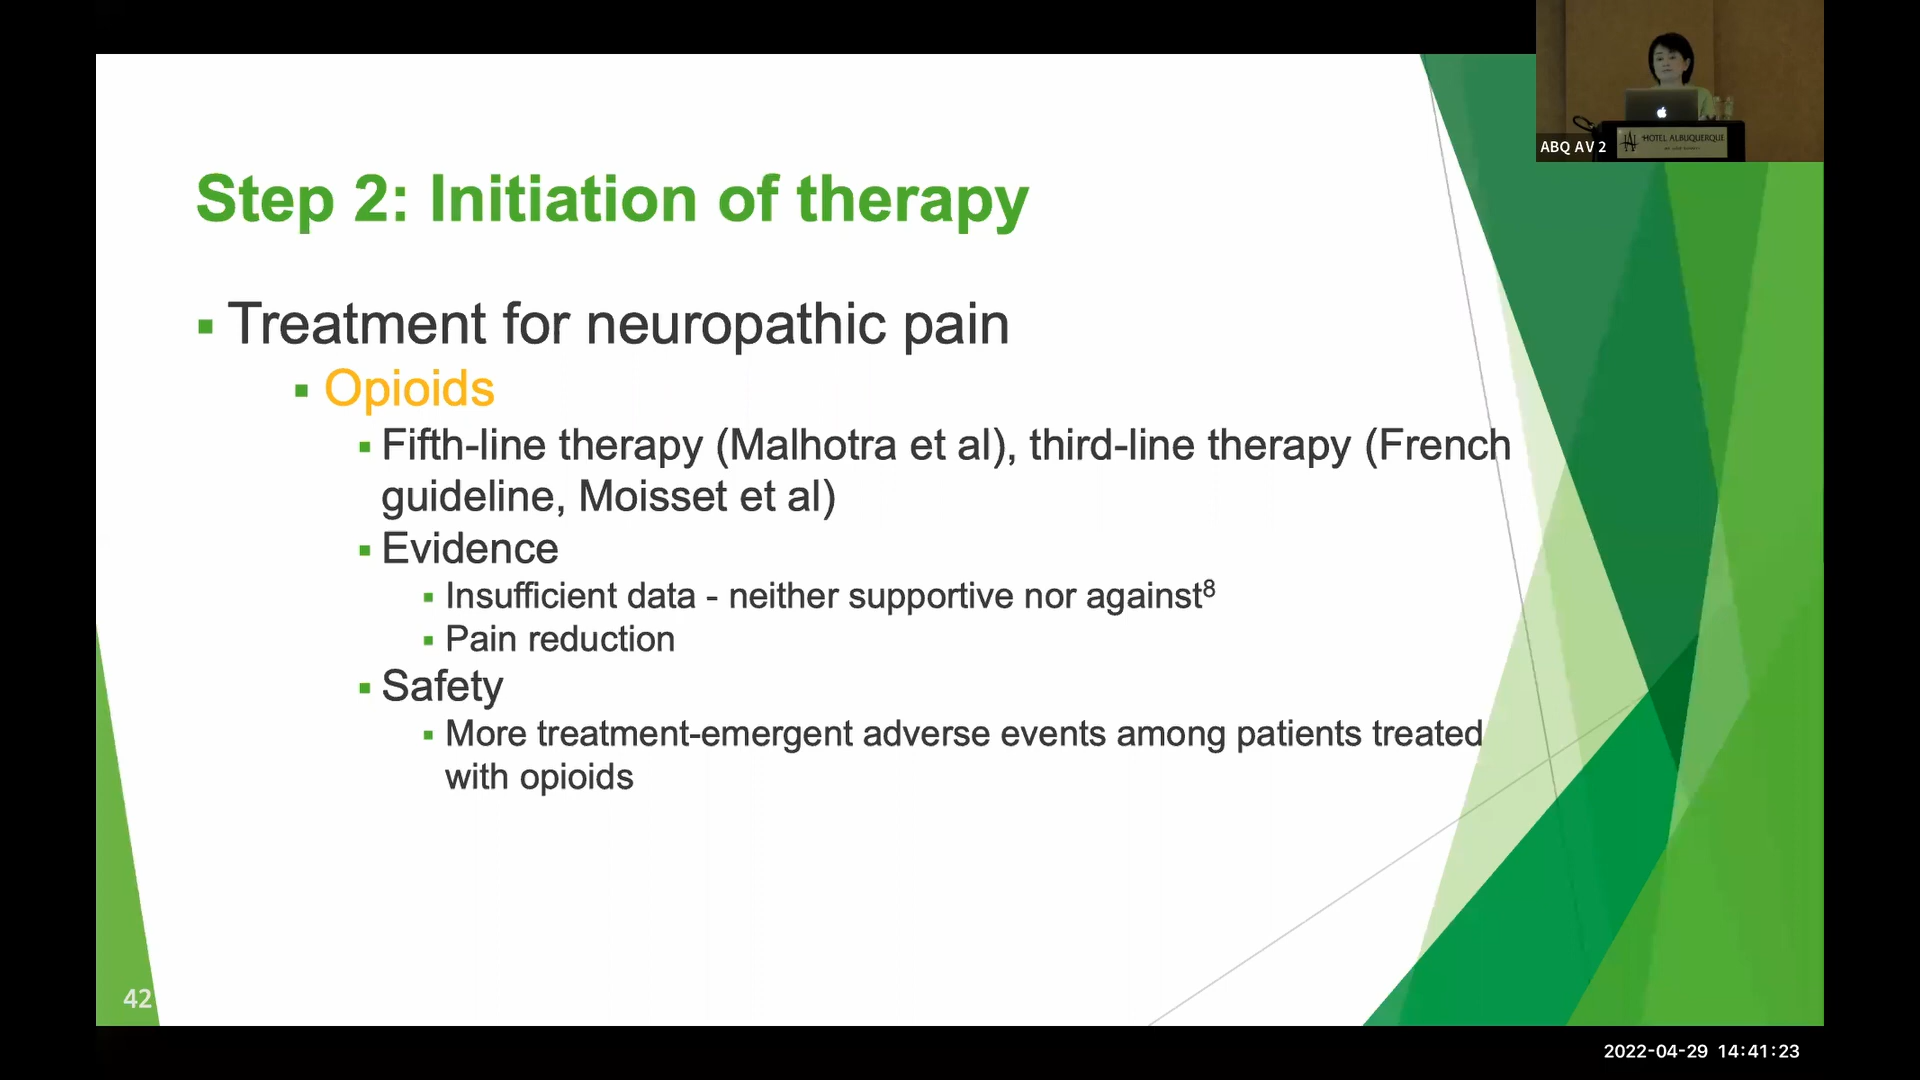 ABQ AV 2
HOTEL ALBUQUERQUE
Step 2: Initiation of therapy
▪ Treatment for neuropathic pain
▪ Opioids
▪ Fifth-line therapy (Malhotra et al), third-line therapy (French
guideline, Moisset et al)
▪ Evidence
▪ Insufficient data - neither supportive nor against⁸
▪ Pain reduction
▪ Safety
▪ More treatment-emergent adverse events among patients treated
with opioids
42
2022-04-29 14:41:23